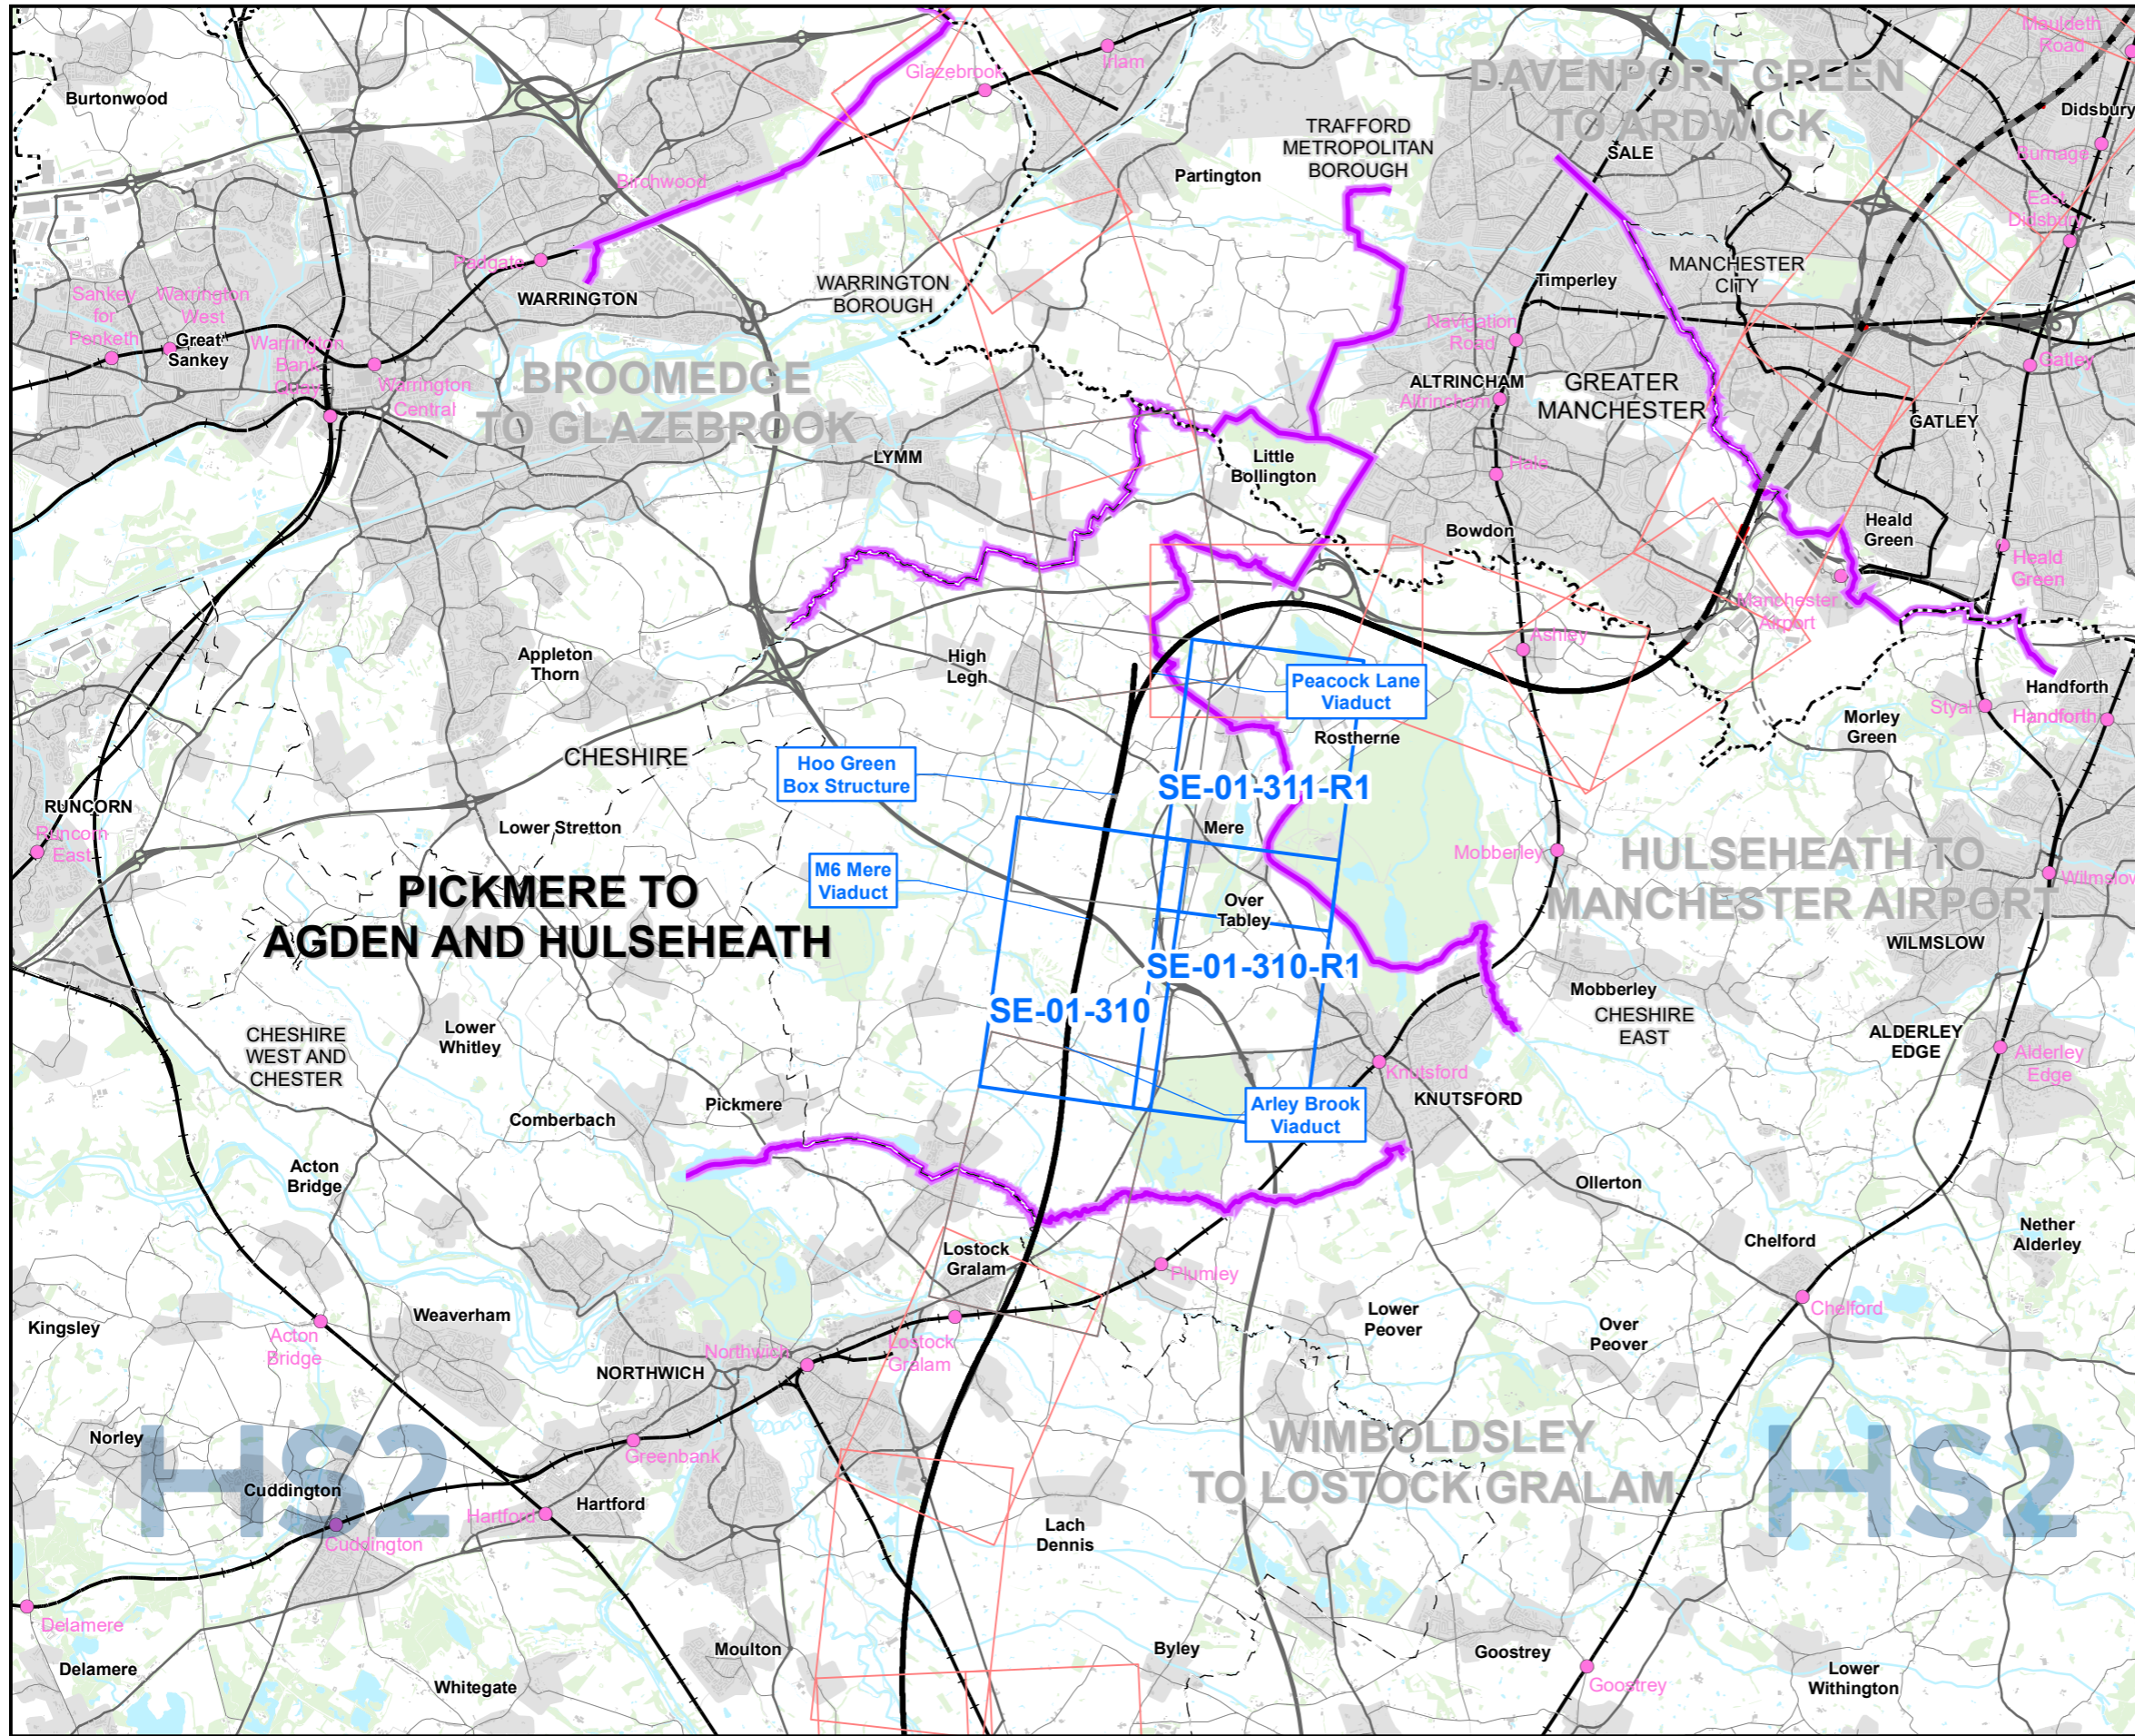 Mauldeth
Road
Irlam
Glazebrook
DAVENPORT GREEN
TO ARDWICK
Burtonwood
Didsbury
TRAFFORD
METROPOLITAN
BOROUGH
SALE
Burnage
Partington
Birchwood
East
Didsbury
Padgate
WARRINGTON
WARRINGTON
BOROUGH
MANCHESTER
CITY
Timperley
Sankey
for
Penketh
Warrington
West
Great
Sankey
Warrington
Bank
Quay
Warrington
Central
Navigation
Road
Gatley
BROOMEDGE
TO GLAZEBROOK
ALTRINCHAM
Altrincham
GREATER
MANCHESTER
GATLEY
LYMM
Little
Bollington
Hale
Bowdon
Heald
Green
Heald
Green
Manchester
Airport
Ashley
Appleton
Thorn
High
Legh
Peacock Lane
Viaduct
Handforth
Styal
Handforth
Morley
Green
Rostherne
CHESHIRE
Hoo Green
Box Structure
SE-01-311-R1
RUNCORN
Runcorn
East
Lower Stretton
Mere
Mobberley
HULSEHEATH TO
MANCHESTER AIRPORT
Wilmslow
M6 Mere
Viaduct
PICKMERE TO
AGDEN AND HULSEHEATH
Over
Tabley
WILMSLOW
SE-01-310-R1
SE-01-310
Mobberley
CHESHIRE
EAST
CHESHIRE
WEST AND
CHESTER
Lower
Whitley
ALDERLEY
EDGE
Alderley
Edge
Knutsford
KNUTSFORD
Pickmere
Comberbach
Arley Brook
Viaduct
Acton
Bridge
Ollerton
Nether
Alderley
Chelford
Lostock
Gralam
Plumley
Chelford
Kingsley
Weaverham
Acton
Bridge
Lower
Peover
Over
Peover
Northwich
Lostock
Gralam
NORTHWICH
Norley
HS2
Greenbank
WIMBOLDSLEY
TO LOSTOCK GRALAM
HS2
Cuddington
Hartford
Hartford
Cuddington
Lach
Dennis
Delamere
Delamere
Moulton
Byley
Goostrey
Whitegate
Goostrey
Lower
Withington